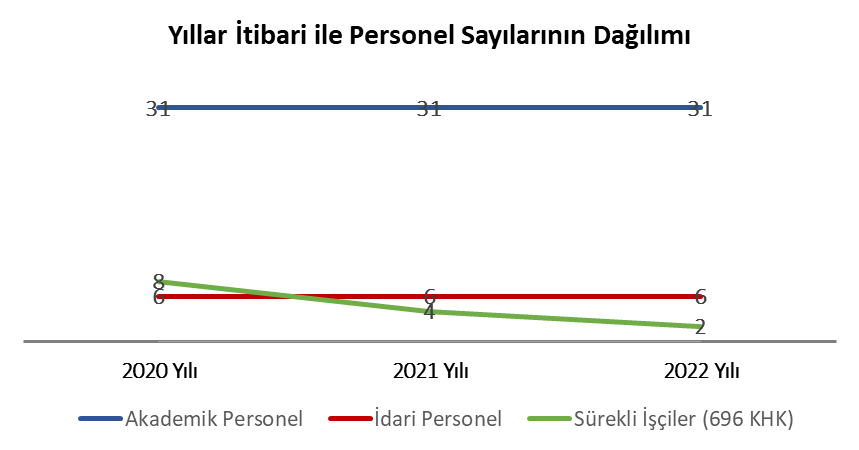 Yıllar İtibari ile Personel Sayılarının Dağılımı
31 31 31
8
6 6 6
4
2
2020 Yılı 2021 Yılı 2022 Yılı
Akademik Personel İdari Personel Sürekli İşçiler (696 KHK)